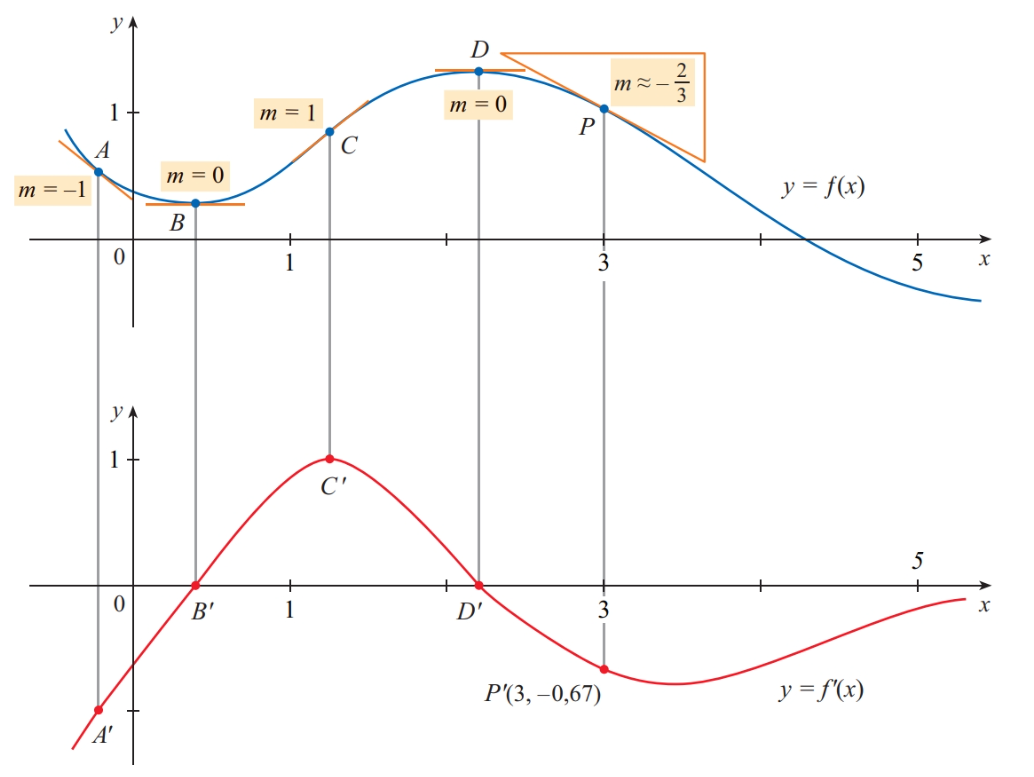 y
D
m ≈ – 2/3
1
m = 1
m = 0
A
C
P
m = –1
m = 0
y = f(x)
B
0
1
3
5
x
y
1
C'
5
0
B'
1
D'
3
x
P'(3, –0,67)
y = f'(x)
A'